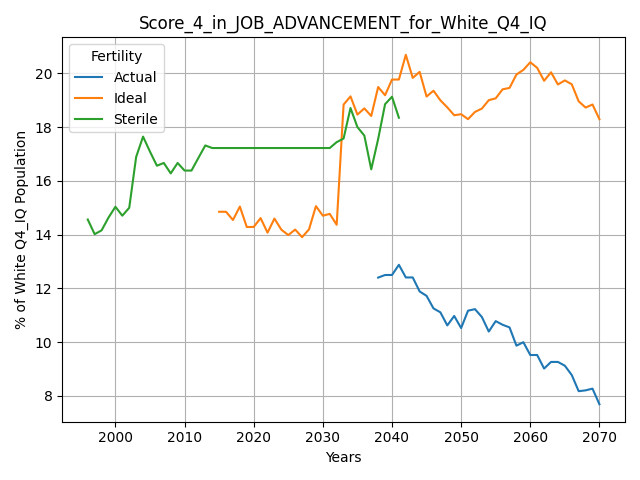 Score_4_in_JOB_ADVANCEMENT_for_White_Q4_IQ
Fertility
Actual
Ideal
Sterile
% of White Q4_IQ Population
20
18
16
14
12
10
8
2000 2010 2020 2030 2040 2050 2060 2070
Years